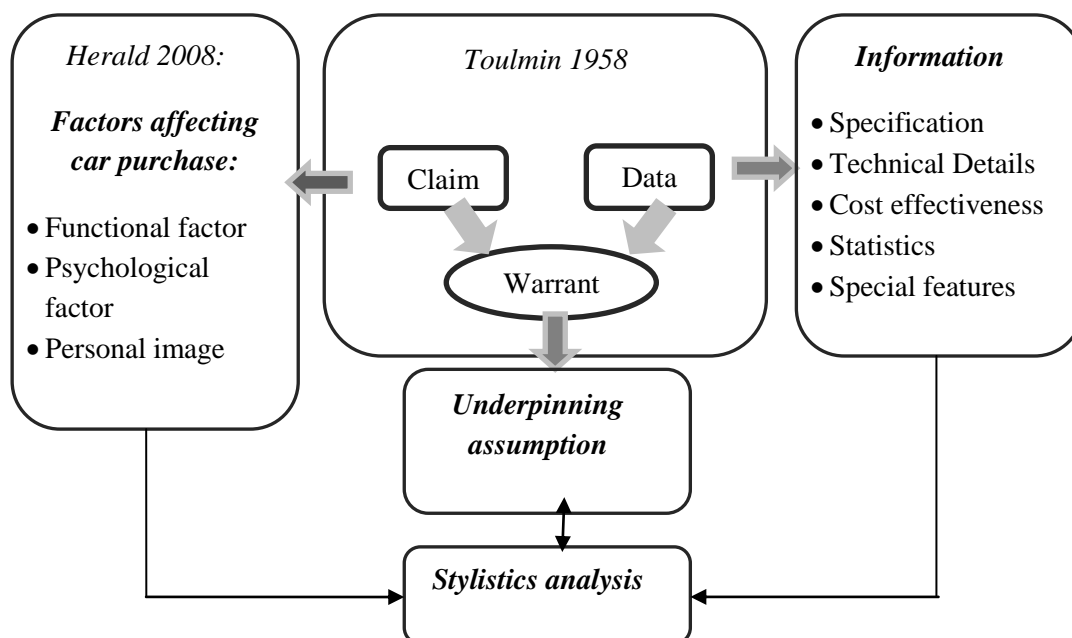 Herald 2008:
Factors affecting
car purchase:
• Functional factor
• Psychological
factor
• Personal image
Toulmin 1958
Claim
Data
Warrant
Information
• Specification
• Technical Details
• Cost effectiveness
• Statistics
• Special features
Underpinning
assumption
Stylistics analysis